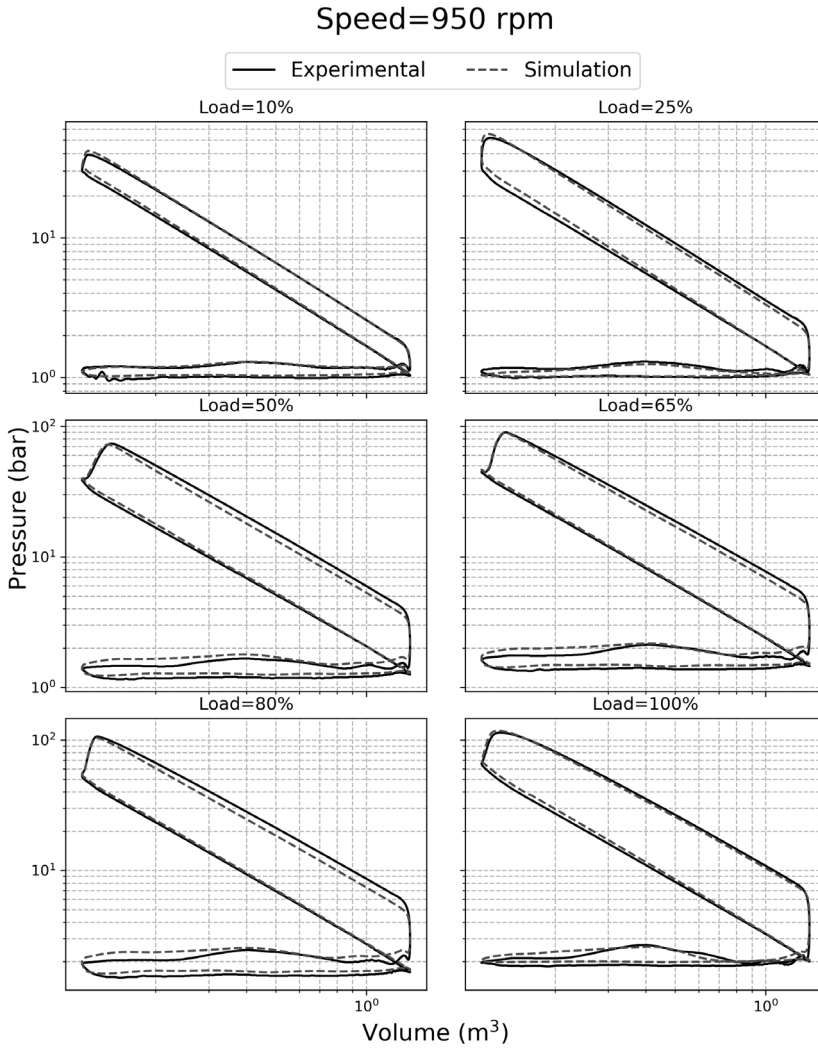 Speed=950 rpm
Experimental Simulation
Load=10% Load=25%
10¹
10⁰
Load=50% Load=65%
10²
10¹
10⁰
Load=80% Load=100%
10²
10¹
10⁰ 10⁰
Pressure (bar)
Volume (m³)